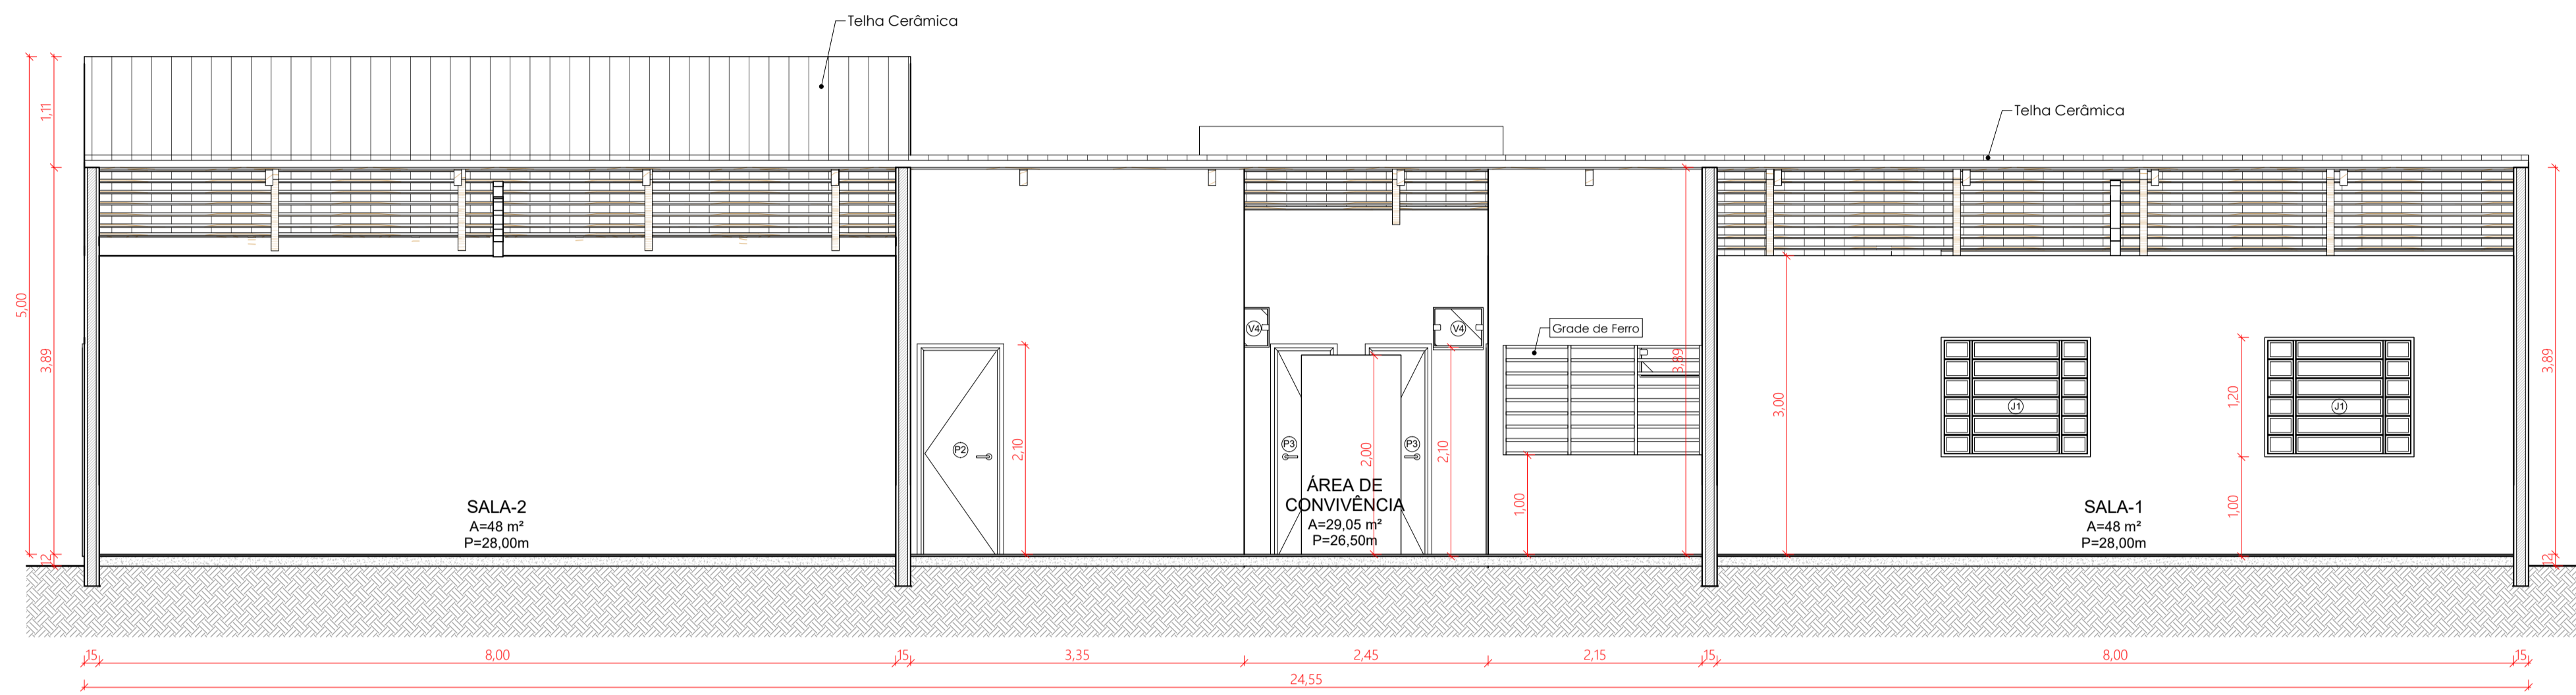 Telha Cerâmica
Telha Cerâmica
1,11
5,00
3,89
12
V4
V4
Grade de Ferro
3,89
3,89
P2
2,10
P3
P3
2,00
2,10
1,00
3,00
J1
J1
1,20
1,00
12
SALA-2
A=48 m²
P=28,00m
ÁREA DE
CONVIVÊNCIA
A=29,05 m²
P=26,50m
SALA-1
A=48 m²
P=28,00m
15 8,00 15 3,35 2,45 2,15 15 8,00 15
24,55